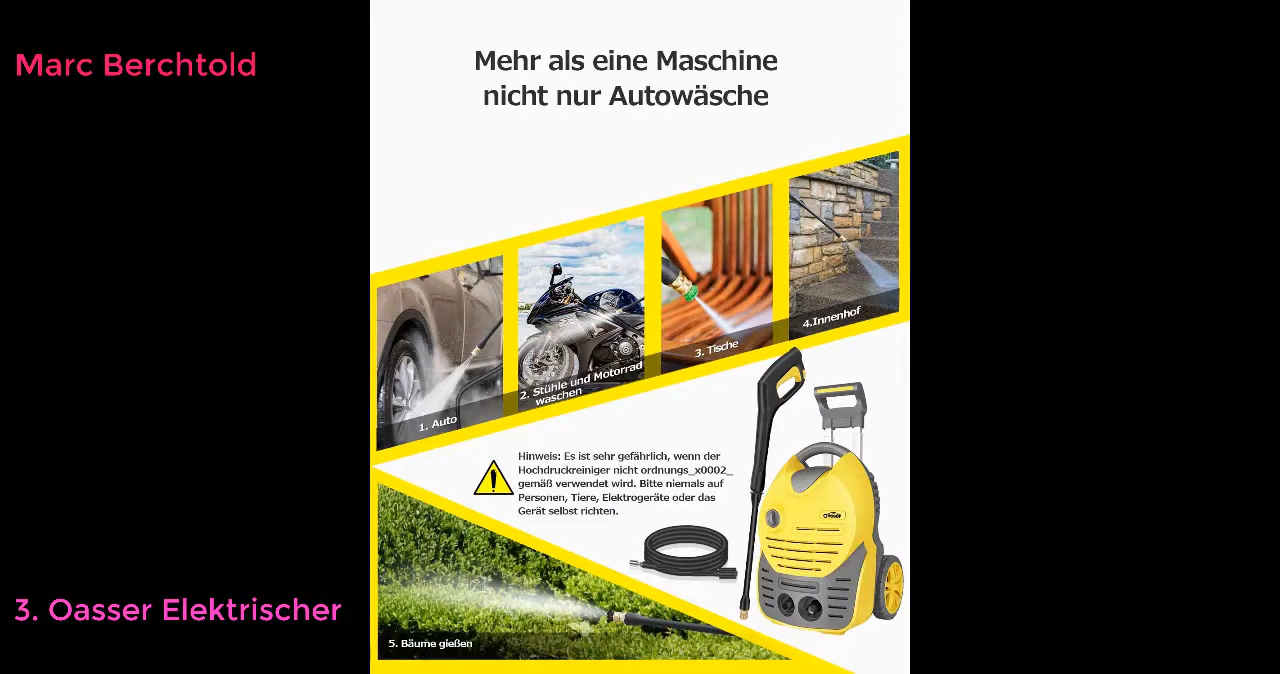 Marc Berchtold
Mehr als eine Maschine
nicht nur Autowäsche
1. Auto
2. Stühle und Motorrad
waschen
3. Tische
4.Innenhof
Hinweis: Es ist sehr gefährlich, wenn der
Hochdruckreiniger nicht ordnungs_x0002_
gemäß verwendet wird. Bitte niemals auf
Personen, Tiere, Elektrogeräte oder das
Gerät selbst richten.
Oasser
3. Oasser Elektrischer
5. Bäume gießen